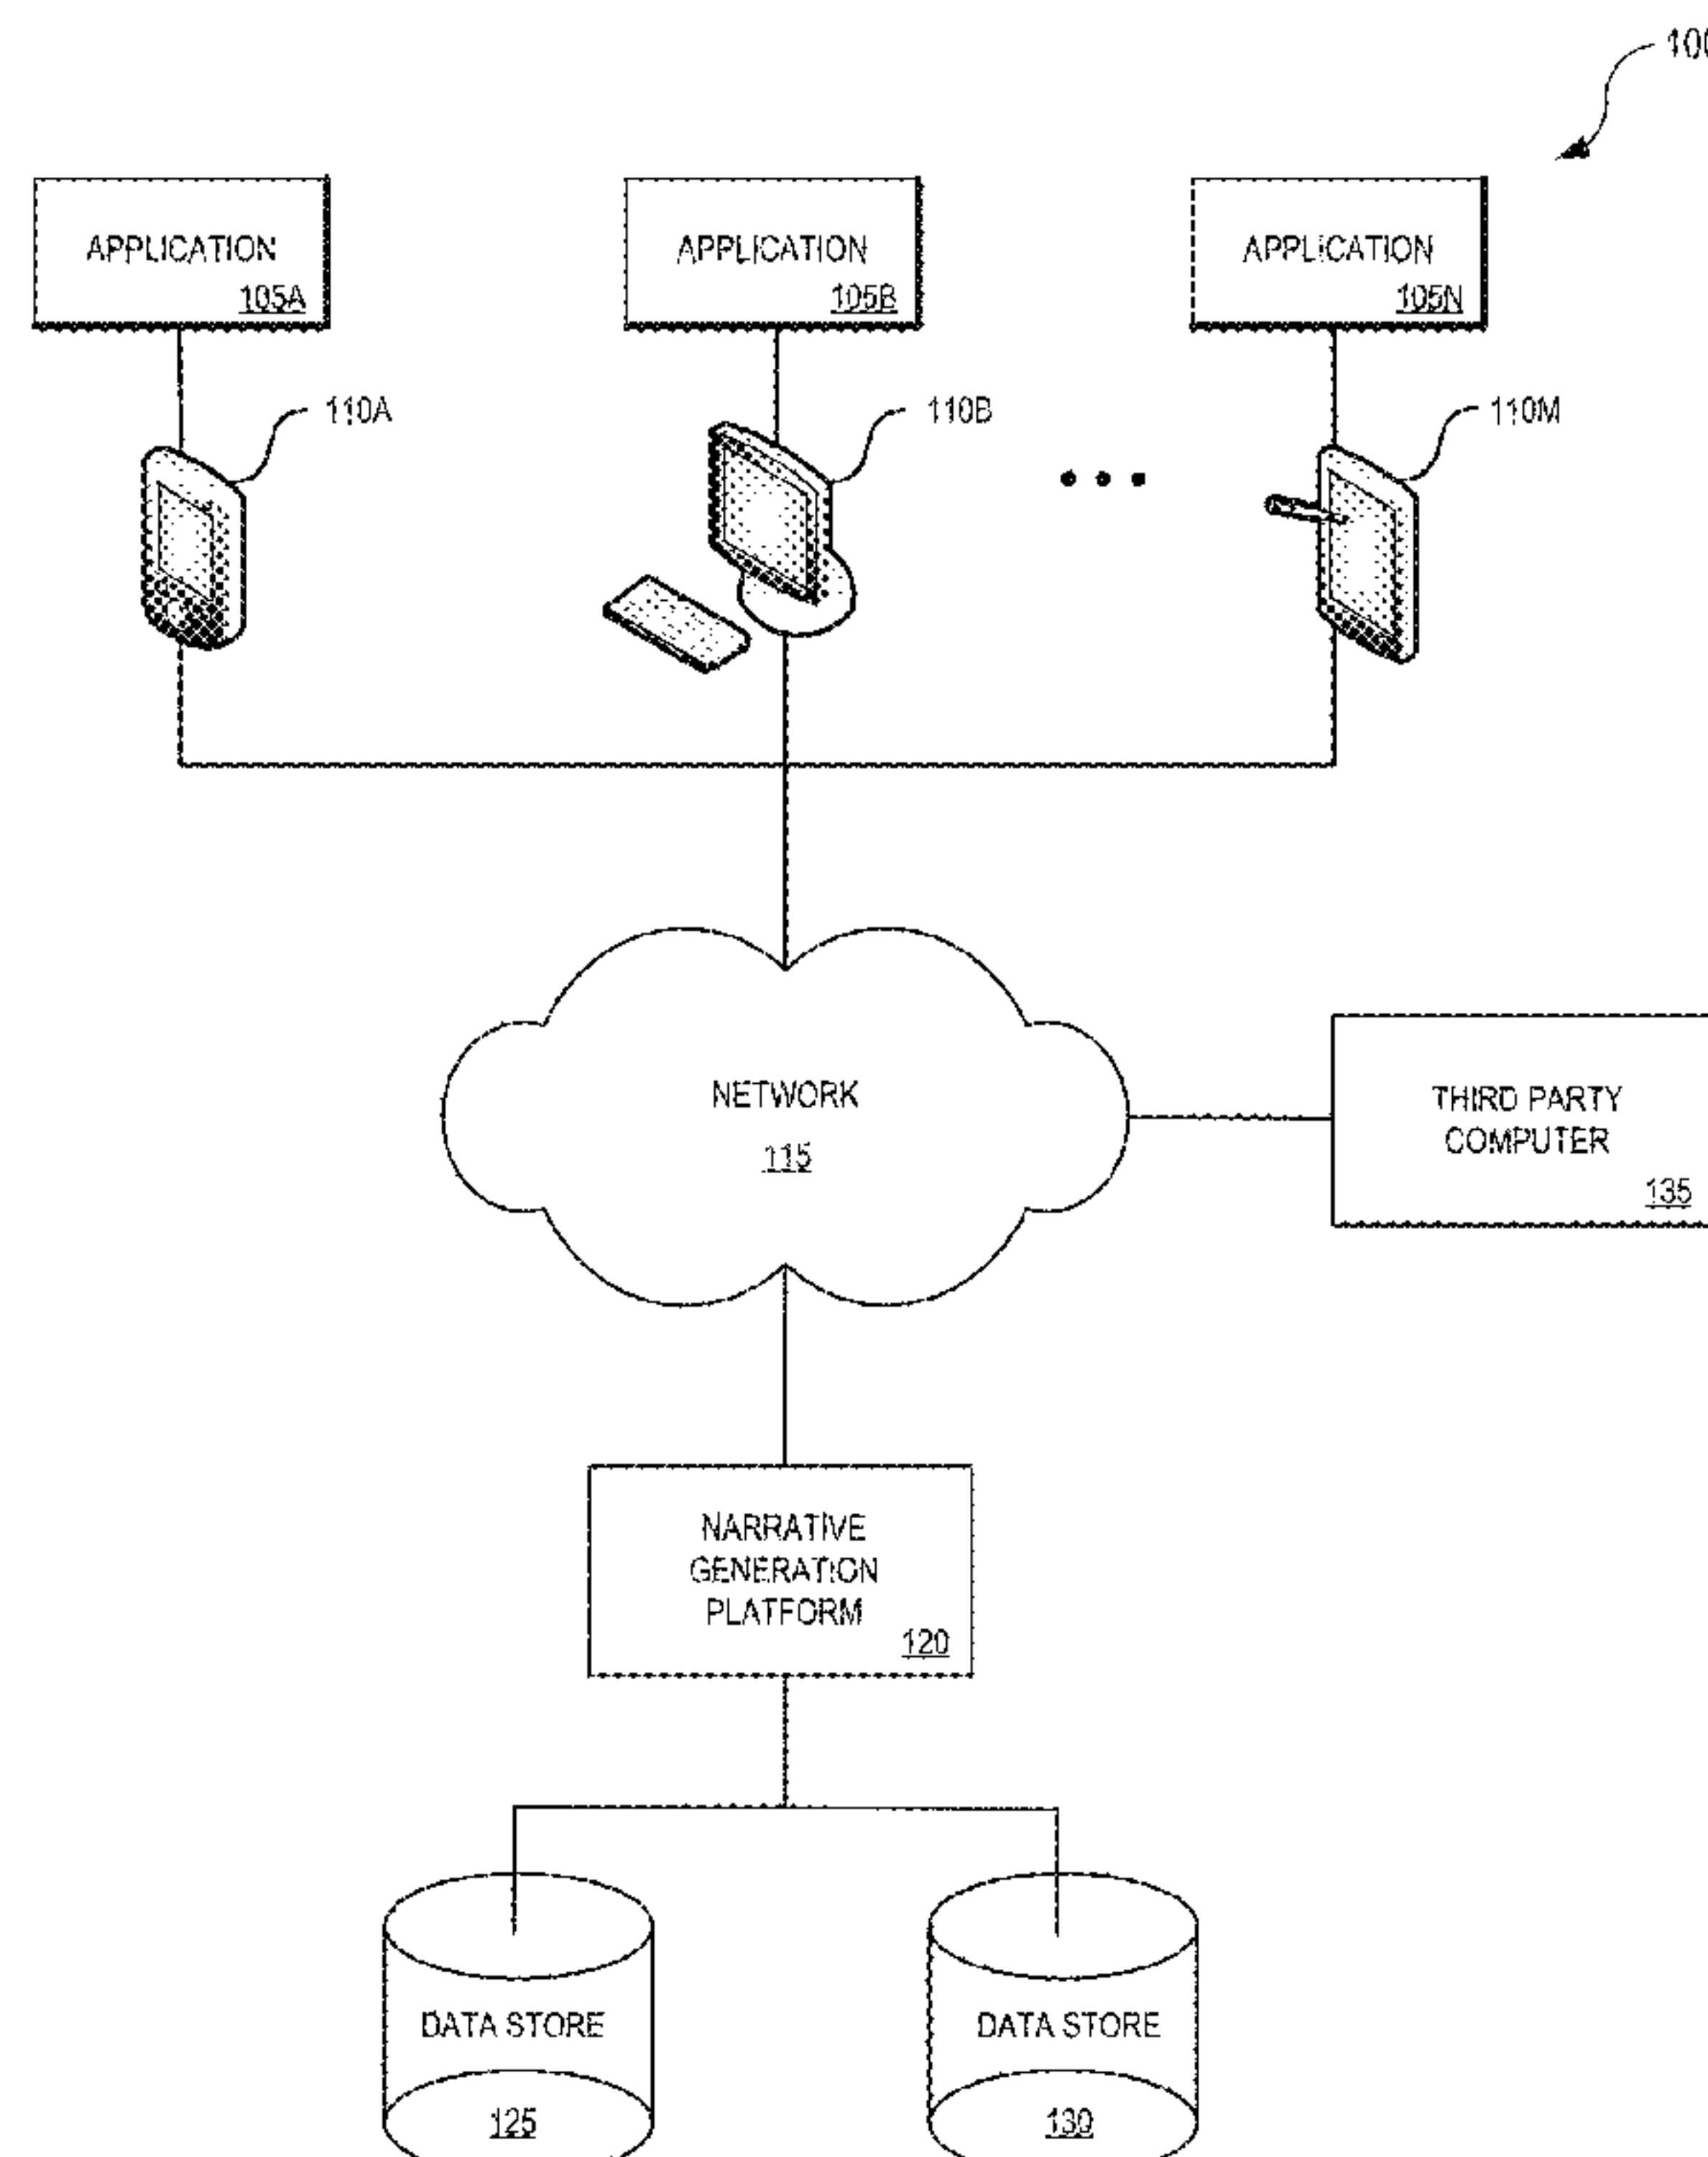 100
APPLICATION
105A
APPLICATION
105B
APPLICATION
105N
110A
110B
110M
NETWORK
115
THIRD PARTY
COMPUTER
135
NARRATIVE
GENERATION
PLATFORM
120
DATA STORE
125
DATA STORE
130